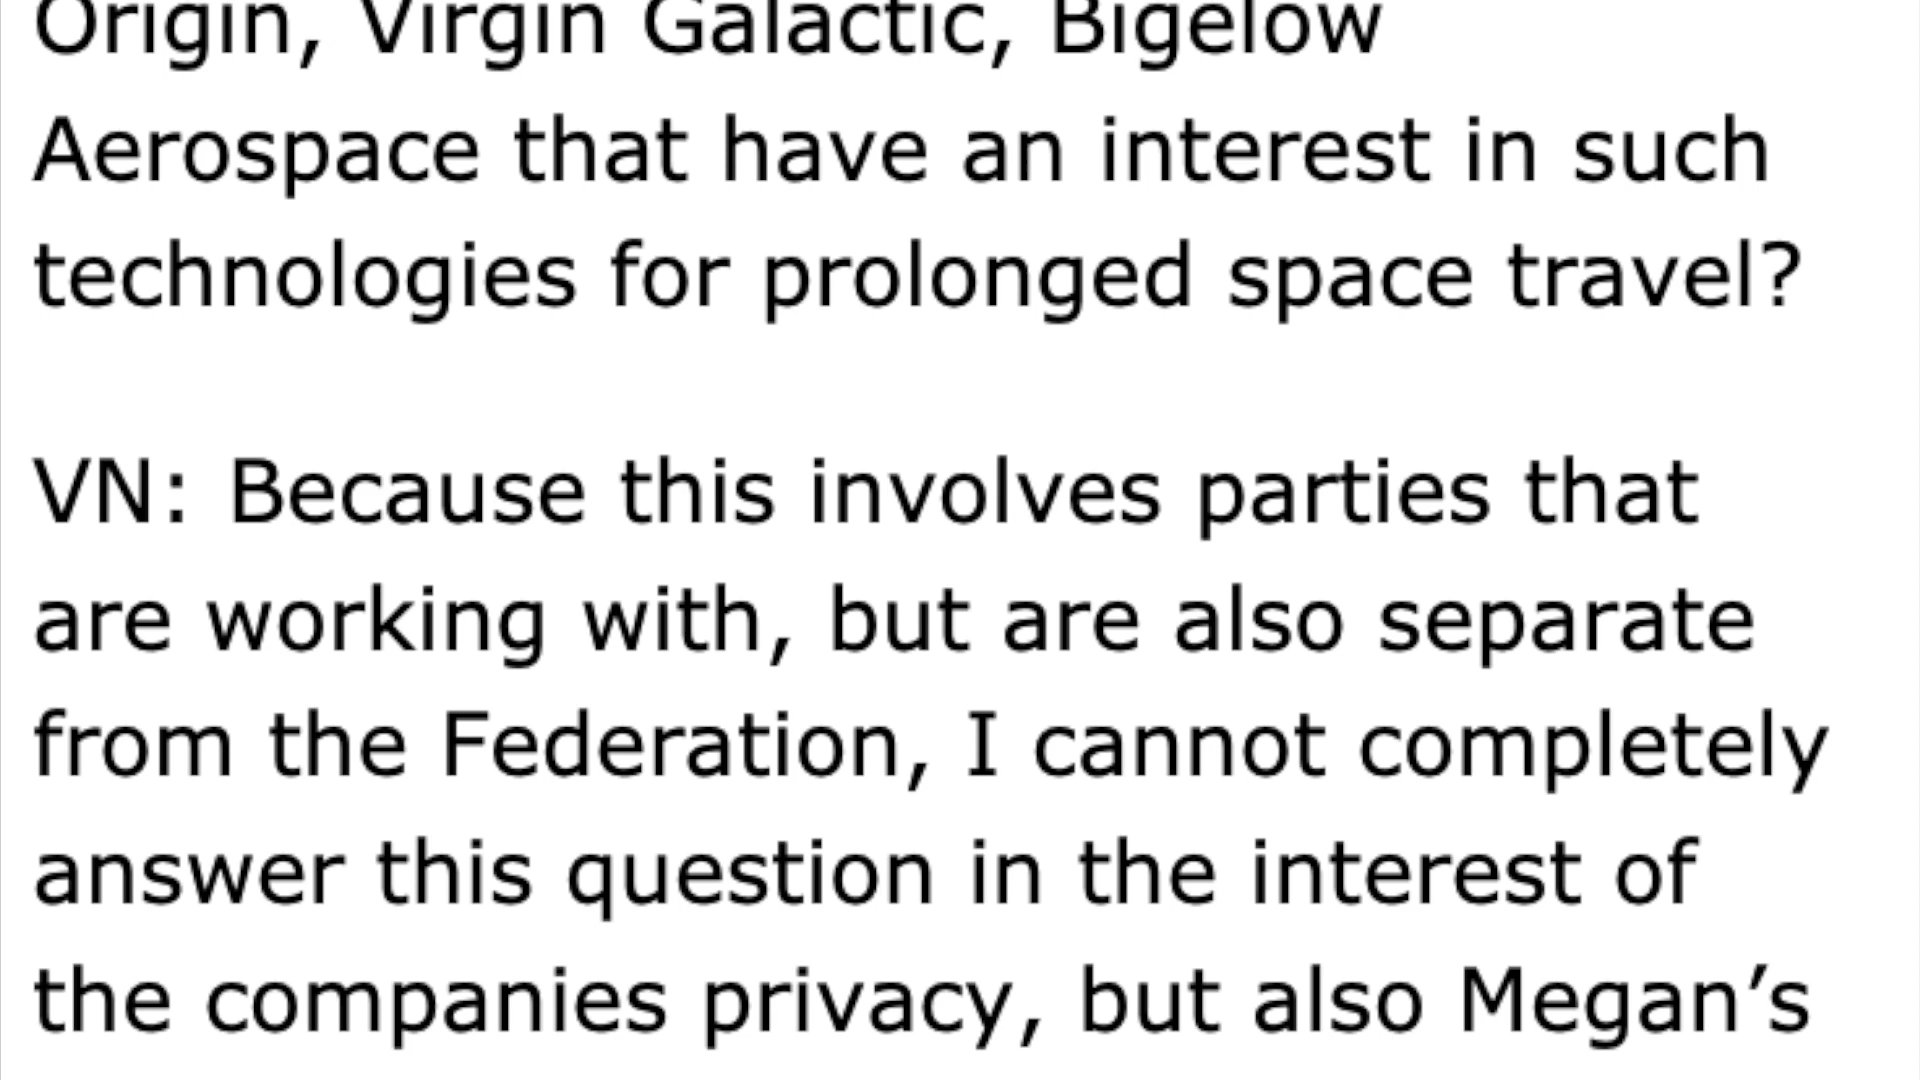 Origin, Virgin Galactic, Bigelow
Aerospace that have an interest in such
technologies for prolonged space travel?
VN: Because this involves parties that
are working with, but are also separate
from the Federation, I cannot completely
answer this question in the interest of
the companies privacy, but also Megan’s